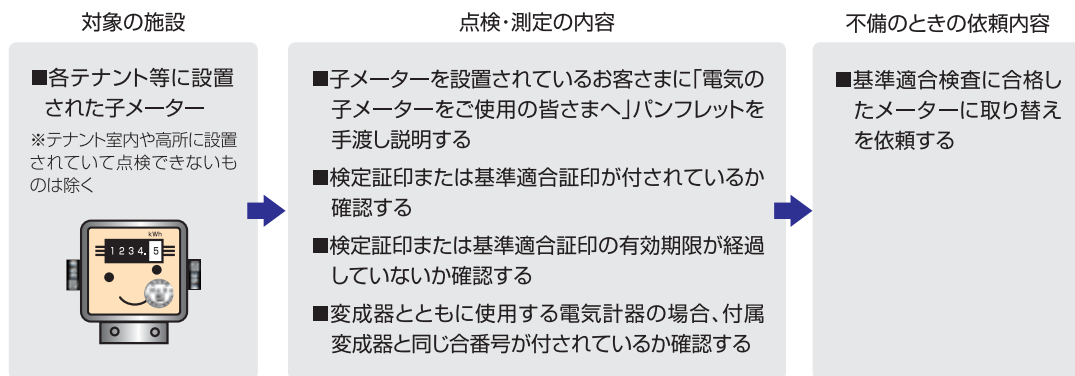 対象の施設
■各テナント等に設置
された子メーター
※テナント室内や高所に設置
されていて点検できないも
のは除く
kWh
1234.5
点検・測定の内容
■子メーターを設置されているお客さまに「電気の
子メーターをご使用の皆さまへ」パンフレットを
手渡し説明する
■検定証印または基準適合証印が付されているか
確認する
■検定証印または基準適合証印の有効期限が経過
していないか確認する
■変成器とともに使用する電気計器の場合、付属
変成器と同じ合番号が付されているか確認する
不備のときの依頼内容
■基準適合検査に合格し
たメーターに取り替え
を依頼する